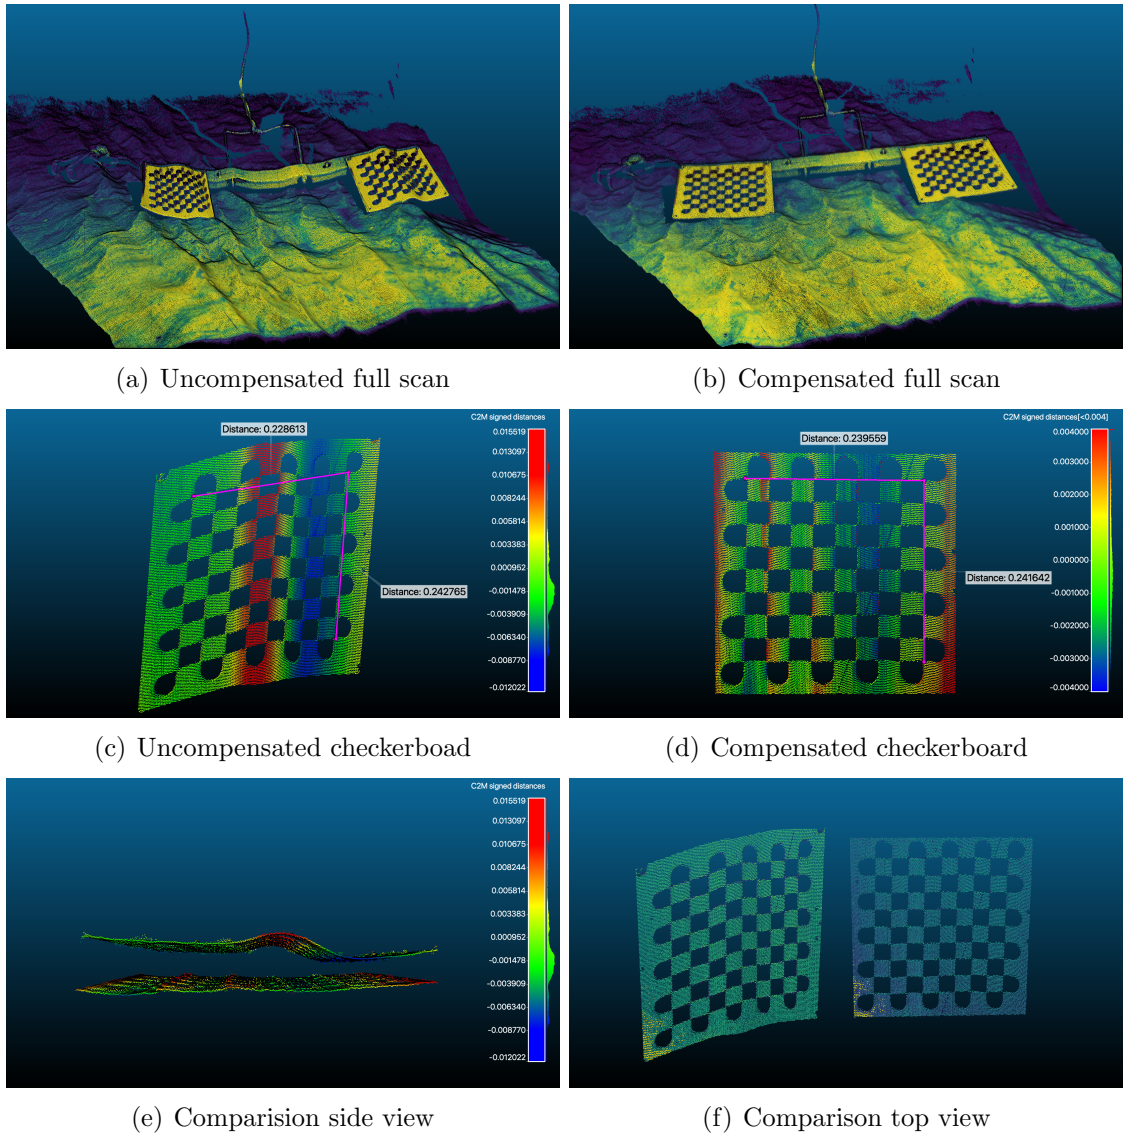 (a) Uncompensated full scan
(b) Compensated full scan
C2M signed distances
0.015519
0.013097
0.010675
0.008244
0.005814
0.003383
0.000952
-0.001478
-0.003909
-0.006340
-0.008770
-0.012022
Distance: 0.228613
Distance: 0.242765
C2M signed distances[<0.004]
0.004000
0.003000
0.002000
0.001000
0.000000
-0.001000
-0.002000
-0.003000
-0.004000
Distance: 0.239559
Distance: 0.241642
(c) Uncompensated checkerboad
(d) Compensated checkerboard
C2M signed distances
0.015519
0.013097
0.010675
0.008244
0.005814
0.003383
0.000952
-0.001478
-0.003909
-0.006340
-0.008770
-0.012022
(e) Comparision side view
(f) Comparison top view